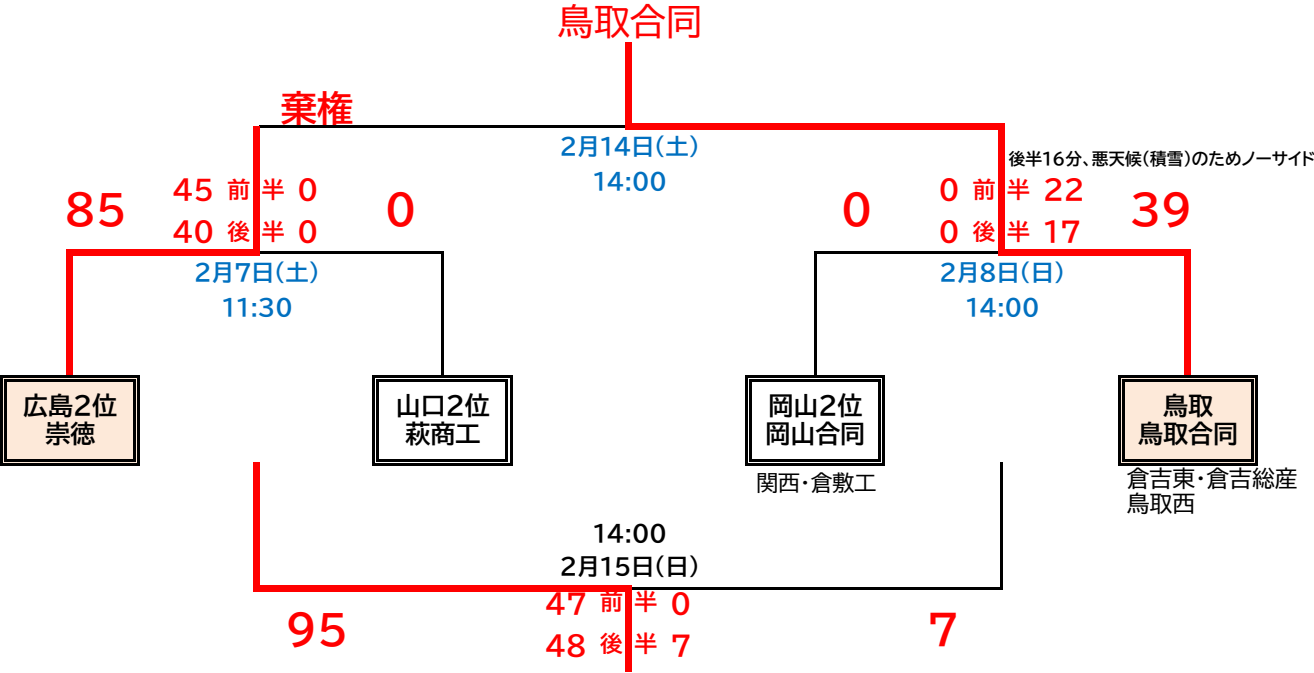 鳥取合同
棄権
2月14日(土)
14:00
後半16分、悪天候(積雪)のためノーサイド
85
45 前半 0
40 後半 0
0
0
0 前半 22
0 後半 17
39
2月7日(土)
11:30
2月8日(日)
14:00
広島2位
崇徳
山口2位
萩商工
岡山2位
岡山合同
鳥取
鳥取合同
関西・倉敷工
倉吉東・倉吉総産
鳥取西
14:00
2月15日(日)
95
47 前半 0
48 後半 7
7